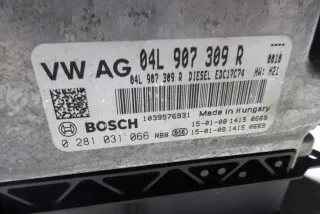 VW AG 04L 907 309 R
04L 907 309 R DIESEL EDC17C74
0010
HW: H21
BOSCH
1039S76931
Made in Hungary
15-01-08 1415 0669
0 281 031 066 RB8 15-01-08 1415 0669